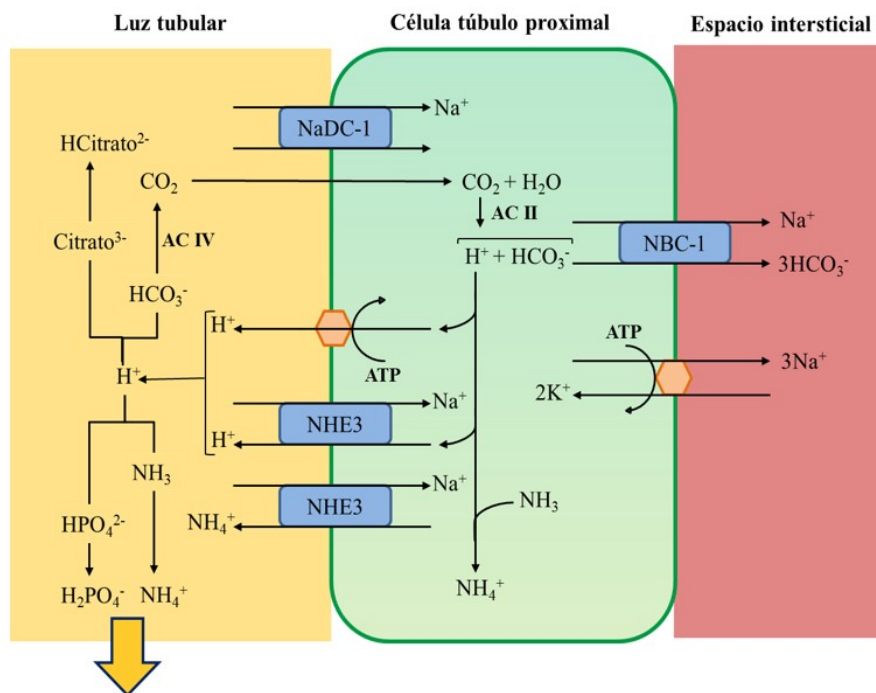 Luz tubular
Célula túbulo proximal
Espacio intersticial
Na⁺
NaDC-1
HCitrato²⁻
CO₂
CO₂ + H₂O
AC II
Citrato³⁻
AC IV
Na⁺
NBC-1
H⁺ + HCO₃⁻
3HCO₃⁻
HCO₃⁻
H⁺
ATP
ATP
3Na⁺
H⁺
2K⁺
Na⁺
NHE3
H⁺
NH₃
Na⁺
NHE3
NH₃
HPO₄²⁻
NH₄⁺
H₂PO₄⁻
NH₄⁺
NH₄⁺